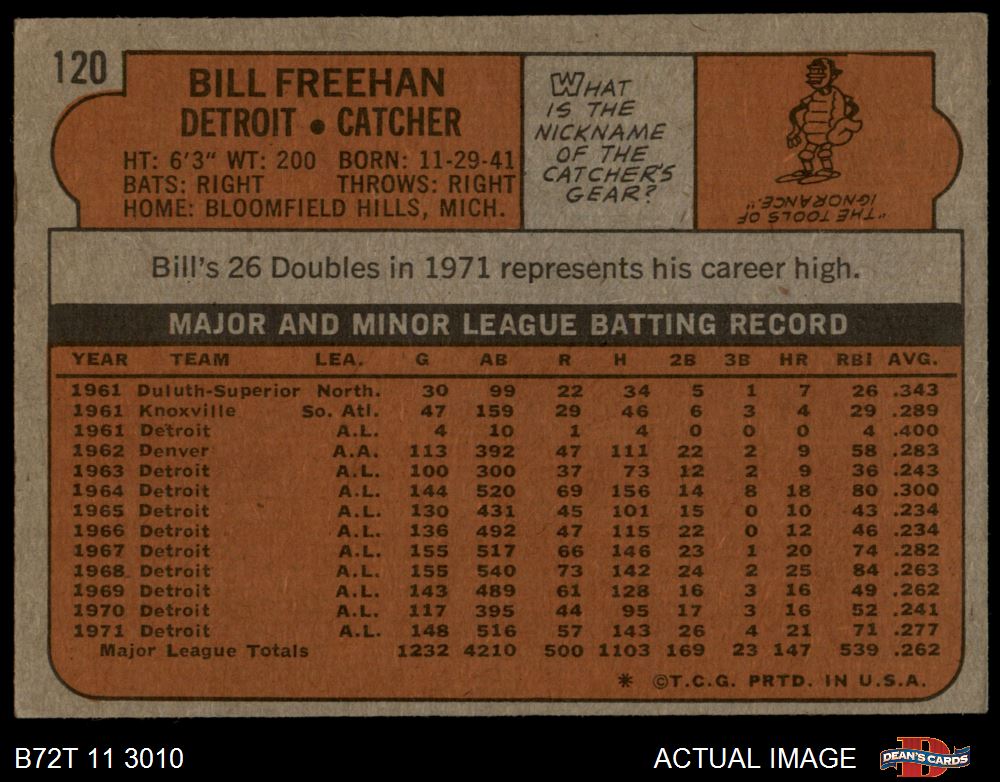 120
BILL FREEHAN
DETROIT • CATCHER
HT: 6'3" WT: 200 BORN: 11-29-41
BATS: RIGHT THROWS: RIGHT
HOME: BLOOMFIELD HILLS, MICH.
WHAT
IS THE
NICKNAME
OF THE
CATCHER'S
GEAR?
"THE TOOLS OF
IGNORANCE."
Bill's 26 Doubles in 1971 represents his career high.
MAJOR AND MINOR LEAGUE BATTING RECORD
YEAR TEAM LEA. G AB R H 2B 3B HR RBI AVG.
1961 Duluth-Superior North. 30 99 22 34 5 1 7 26 .343
1961 Knoxville So. Atl. 47 159 29 46 6 3 4 29 .289
1961 Detroit A.L. 4 10 1 4 0 0 0 4 .400
1962 Denver A.A. 113 392 47 111 22 2 9 58 .283
1963 Detroit A.L. 100 300 37 73 12 2 9 36 .243
1964 Detroit A.L. 144 520 69 156 14 8 18 80 .300
1965 Detroit A.L. 130 431 45 101 15 0 10 43 .234
1966 Detroit A.L. 136 492 47 115 22 0 12 46 .234
1967 Detroit A.L. 155 517 66 146 23 1 20 74 .282
1968 Detroit A.L. 155 540 73 142 24 2 25 84 .263
1969 Detroit A.L. 143 489 61 128 16 3 16 49 .262
1970 Detroit A.L. 117 395 44 95 17 3 16 52 .241
1971 Detroit A.L. 148 516 57 143 26 4 21 71 .277
Major League Totals 1232 4210 500 1103 169 23 147 539 .262
* ©T.C.G. PRTD. IN U.S.A.
B72T 11 3010
ACTUAL IMAGE
DEAN'S CARDS